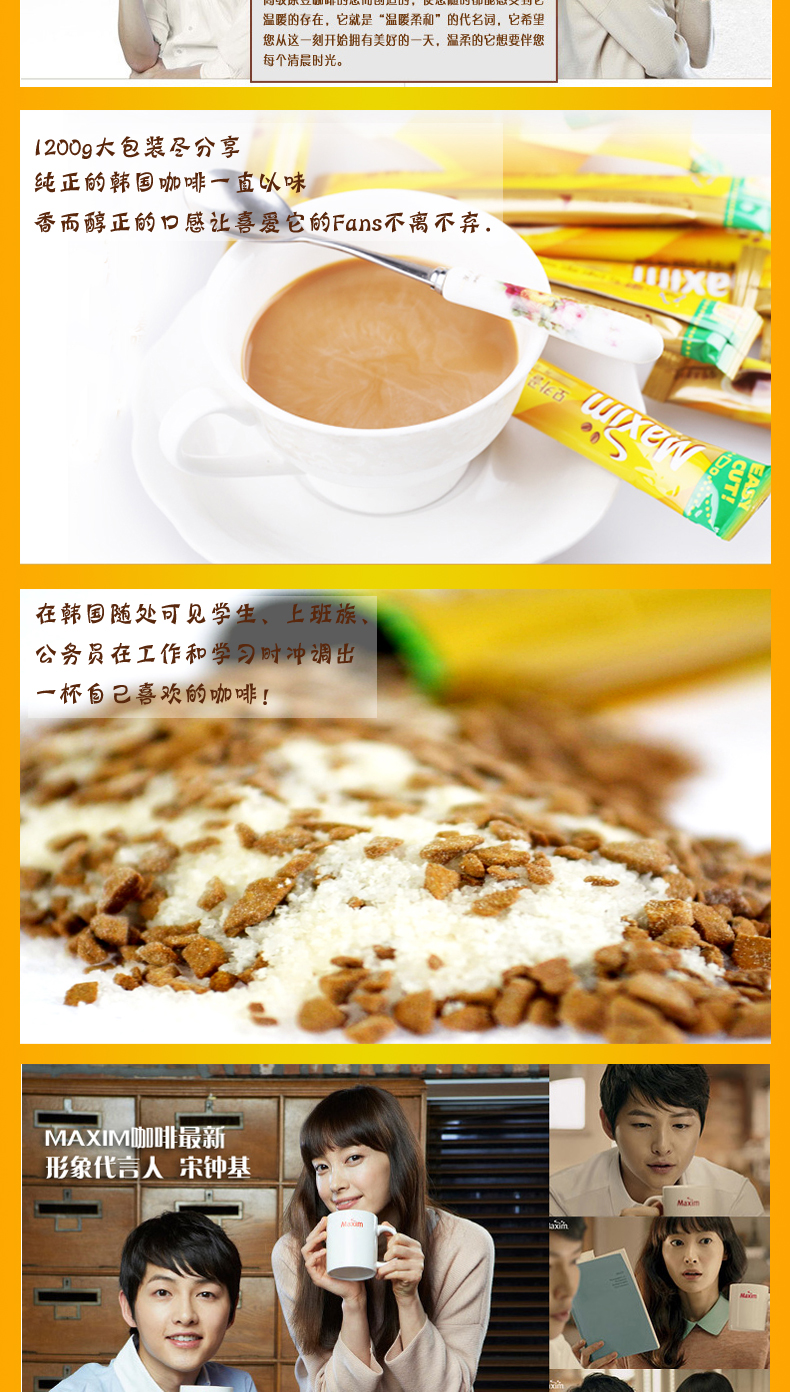 温暖的存在，它就是“温暖柔和”的代名词，它希望
您从这一刻开始拥有美好的一天，温柔的它想要伴您
每个清晨时光。
1200g大包装尽分享
纯正的韩国咖啡一直以味
香而醇正的口感让喜爱它的Fans不离不弃.
Maxim
모카골드
Maxim
EASY
CUT!
在韩国随处可见学生、上班族、
公务员在工作和学习时冲调出
一杯自己喜欢的咖啡!
MAXIM咖啡最新
形象代言人 宋钟基
Maxim
Maxim
Maxim